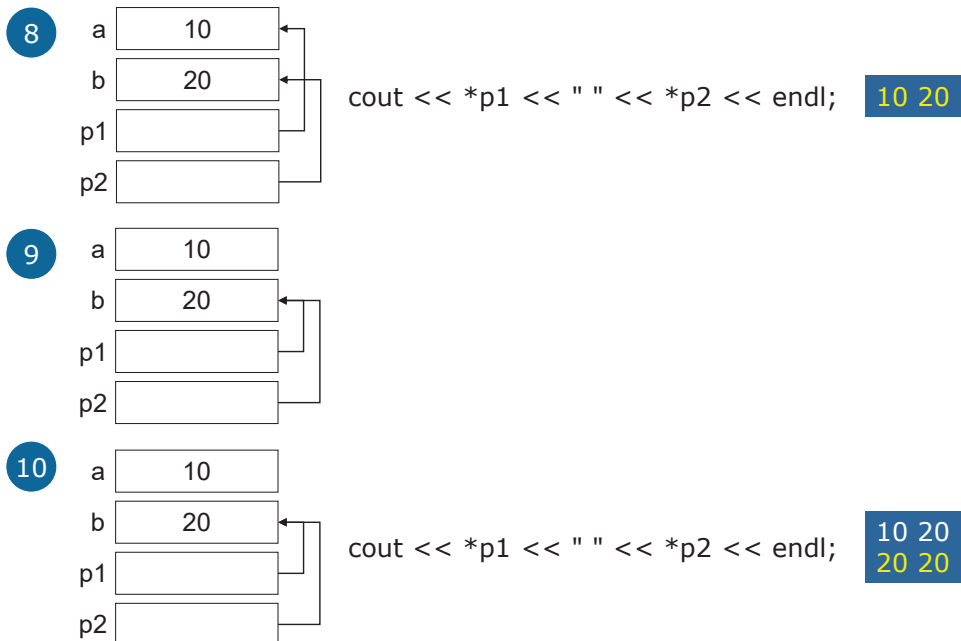 8
a 10
b 20
p1
p2
cout << *p1 << " " << *p2 << endl;
10 20
9
a 10
b 20
p1
p2
10
a 10
b 20
p1
p2
cout << *p1 << " " << *p2 << endl;
10 20
20 20